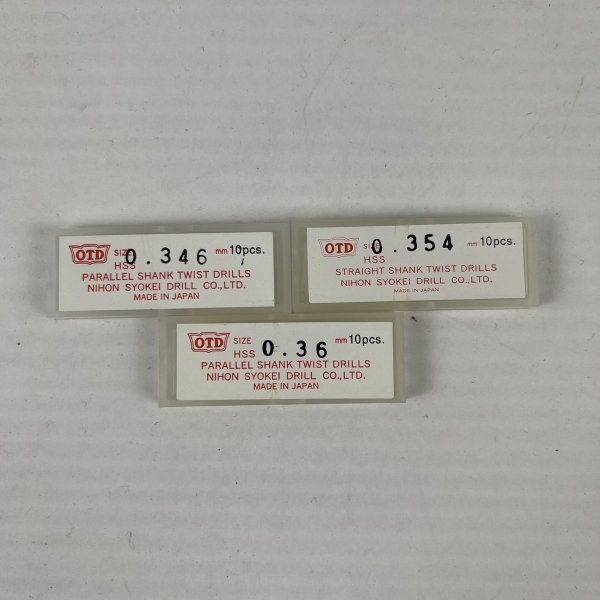 OTD SIZE 0.346 mm 10pcs.
HSS
PARALLEL SHANK TWIST DRILLS
NIHON SYOKEI DRILL CO.,LTD.
MADE IN JAPAN
OTD SIZE 0.354 mm 10pcs.
HSS
STRAIGHT SHANK TWIST DRILLS
NIHON SYOKEI DRILL CO.,LTD.
MADE IN JAPAN
OTD SIZE 0.36 mm 10pcs.
HSS
PARALLEL SHANK TWIST DRILLS
NIHON SYOKEI DRILL CO.,LTD.
MADE IN JAPAN